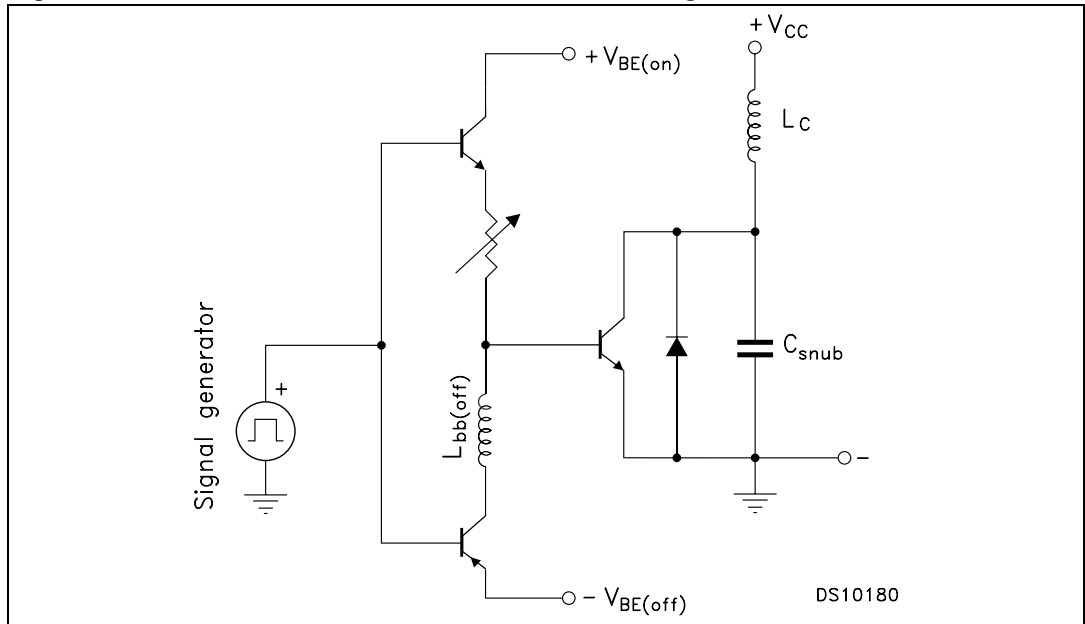 +VCC
+VBE(on)
LC
Signal generator
+
Lbb(off)
Csnub
-
- VBE(off)
DS10180